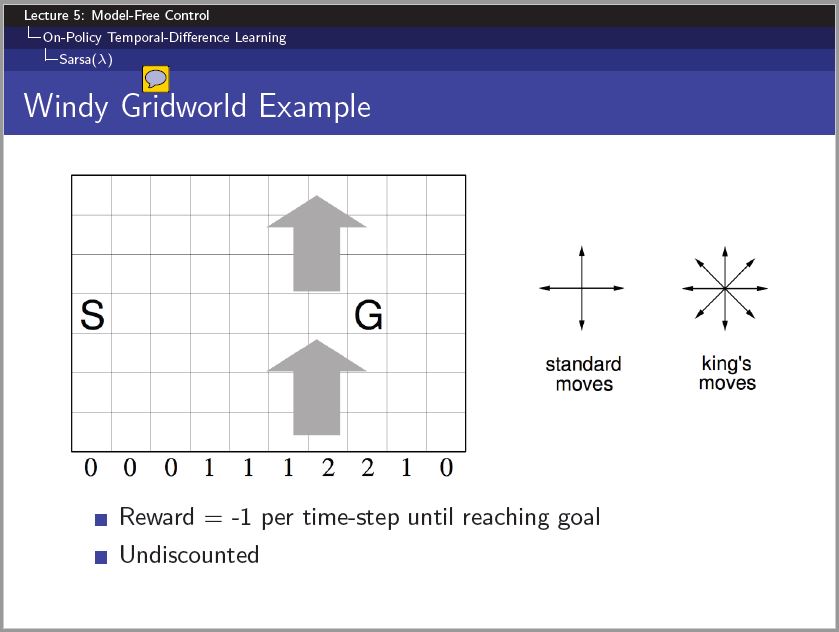 Lecture 5: Model-Free Control
On-Policy Temporal-Difference Learning
Sarsa(λ)
Windy Gridworld Example
S
G
standard
moves
king's
moves
0 0 0 1 1 1 2 2 1 0
Reward = -1 per time-step until reaching goal
Undiscounted